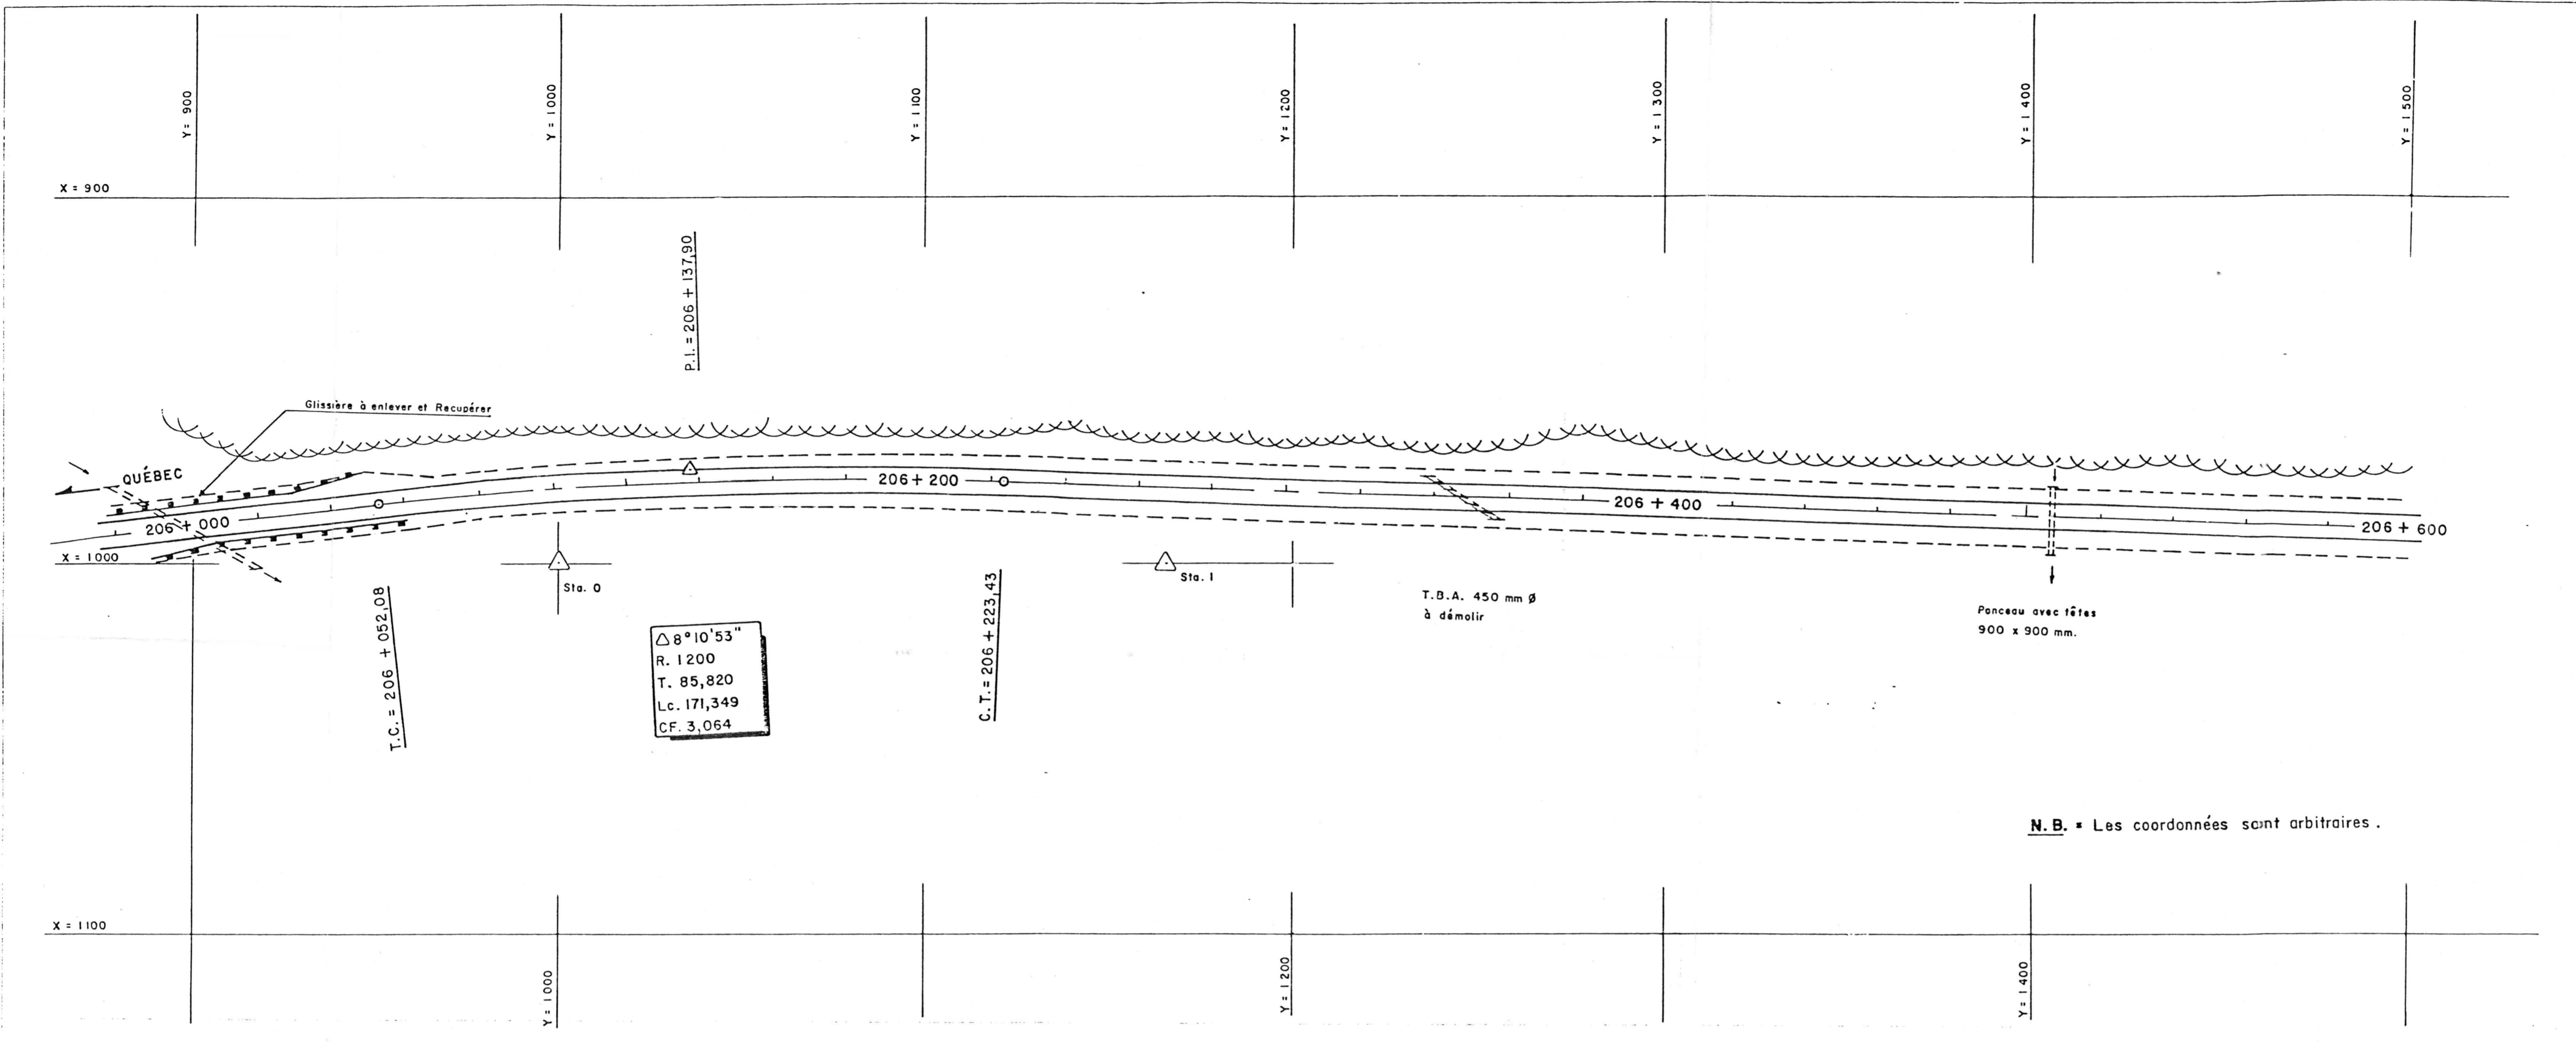 Y = 900
Y = 1000
Y = 1100
Y = 1200
Y = 1300
Y = 1400
Y = 1500
X = 900
P.I. = 206 + 137,90
Glissière à enlever et Recupérer
QUÉBEC
206 + 000
206 + 200
206 + 400
206 + 600
X = 1000
Sta. 0
Sta. 1
T.C. = 206 + 052,08
△ 8°10'53"
R. 1200
T. 85,820
Lc. 171,349
CF. 3,064
C.T. = 206 + 223,43
T.B.A. 450 mm Ø
à démolir
Ponceau avec têtes
900 x 900 mm.
N.B. = Les coordonnées sont arbitraires.
X = 1100
Y = 1000
Y = 1200
Y = 1400